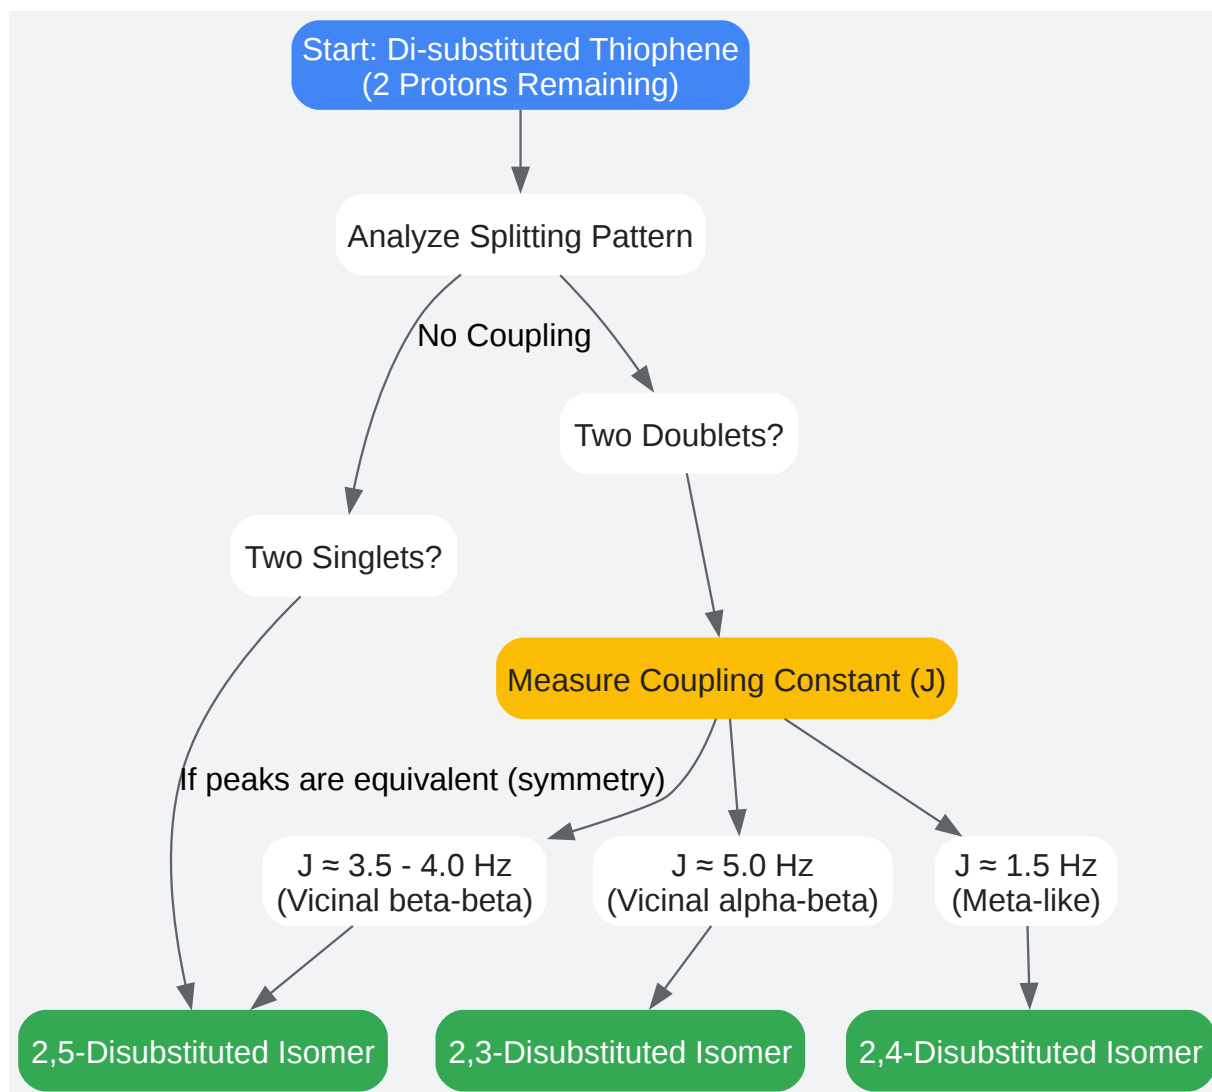 Start: Di-substituted Thiophene
(2 Protons Remaining)
Analyze Splitting Pattern
No Coupling
Two Doublets?
Two Singlets?
Measure Coupling Constant (J)
If peaks are equivalent (symmetry)
J ≈ 3.5 - 4.0 Hz
(Vicinal beta-beta)
J ≈ 5.0 Hz
(Vicinal alpha-beta)
J ≈ 1.5 Hz
(Meta-like)
2,5-Disubstituted Isomer
2,3-Disubstituted Isomer
2,4-Disubstituted Isomer